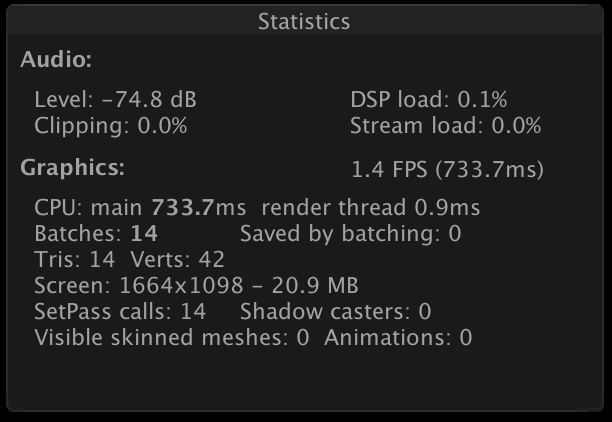 Statistics
Audio:
Level: -74.8 dB DSP load: 0.1%
Clipping: 0.0% Stream load: 0.0%
Graphics: 1.4 FPS (733.7ms)
CPU: main 733.7ms render thread 0.9ms
Batches: 14 Saved by batching: 0
Tris: 14 Verts: 42
Screen: 1664x1098 - 20.9 MB
SetPass calls: 14 Shadow casters: 0
Visible skinned meshes: 0 Animations: 0